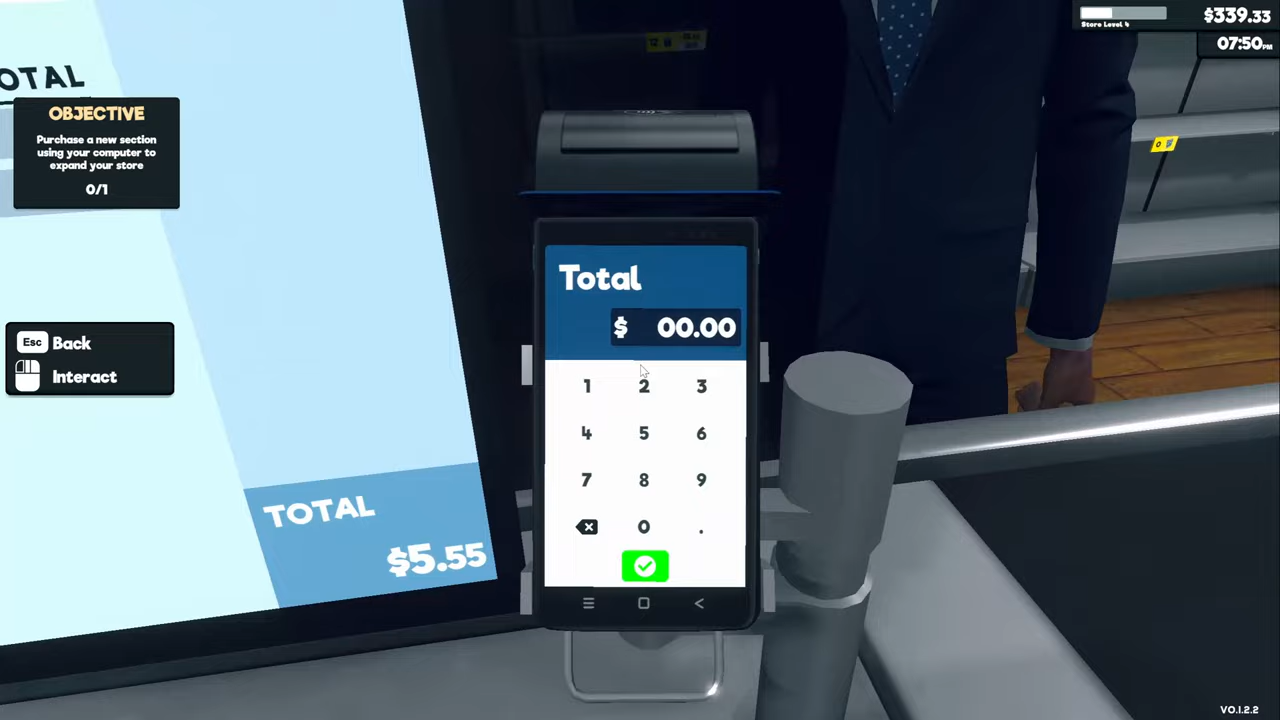 $339.33
Store Level 4
07:50PM
OTAL
OBJECTIVE
Purchase a new section
using your computer to
expand your store
0/1
Esc Back
Interact
Total
$ 00.00
1 2 3
4 5 6
7 8 9
0 .
TOTAL
$5.55
0
V0.1.2.2